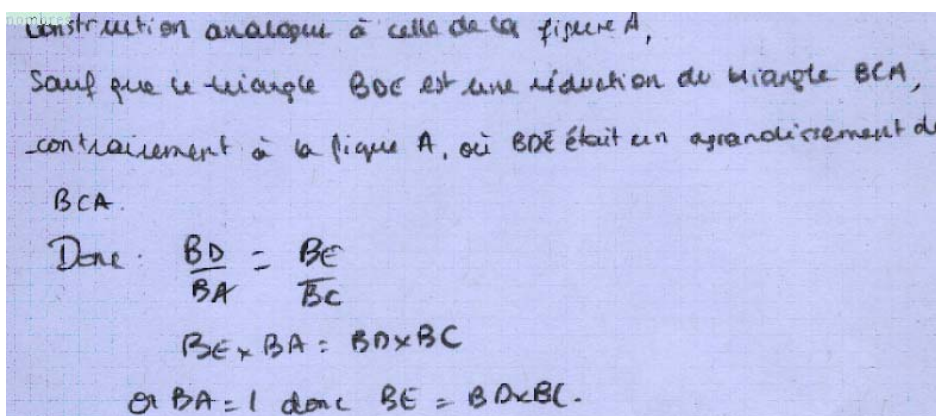 nombres
construction analogue à celle de la figure A,
Sauf que le triangle BDE est une réduction du triangle BCA,
contrairement à la figure A, où BDE était un agrandissement de
BCA.
Donc : BD/BA = BE/BC
BE x BA = BD x BC
or BA = 1 donc BE = BD x BC.